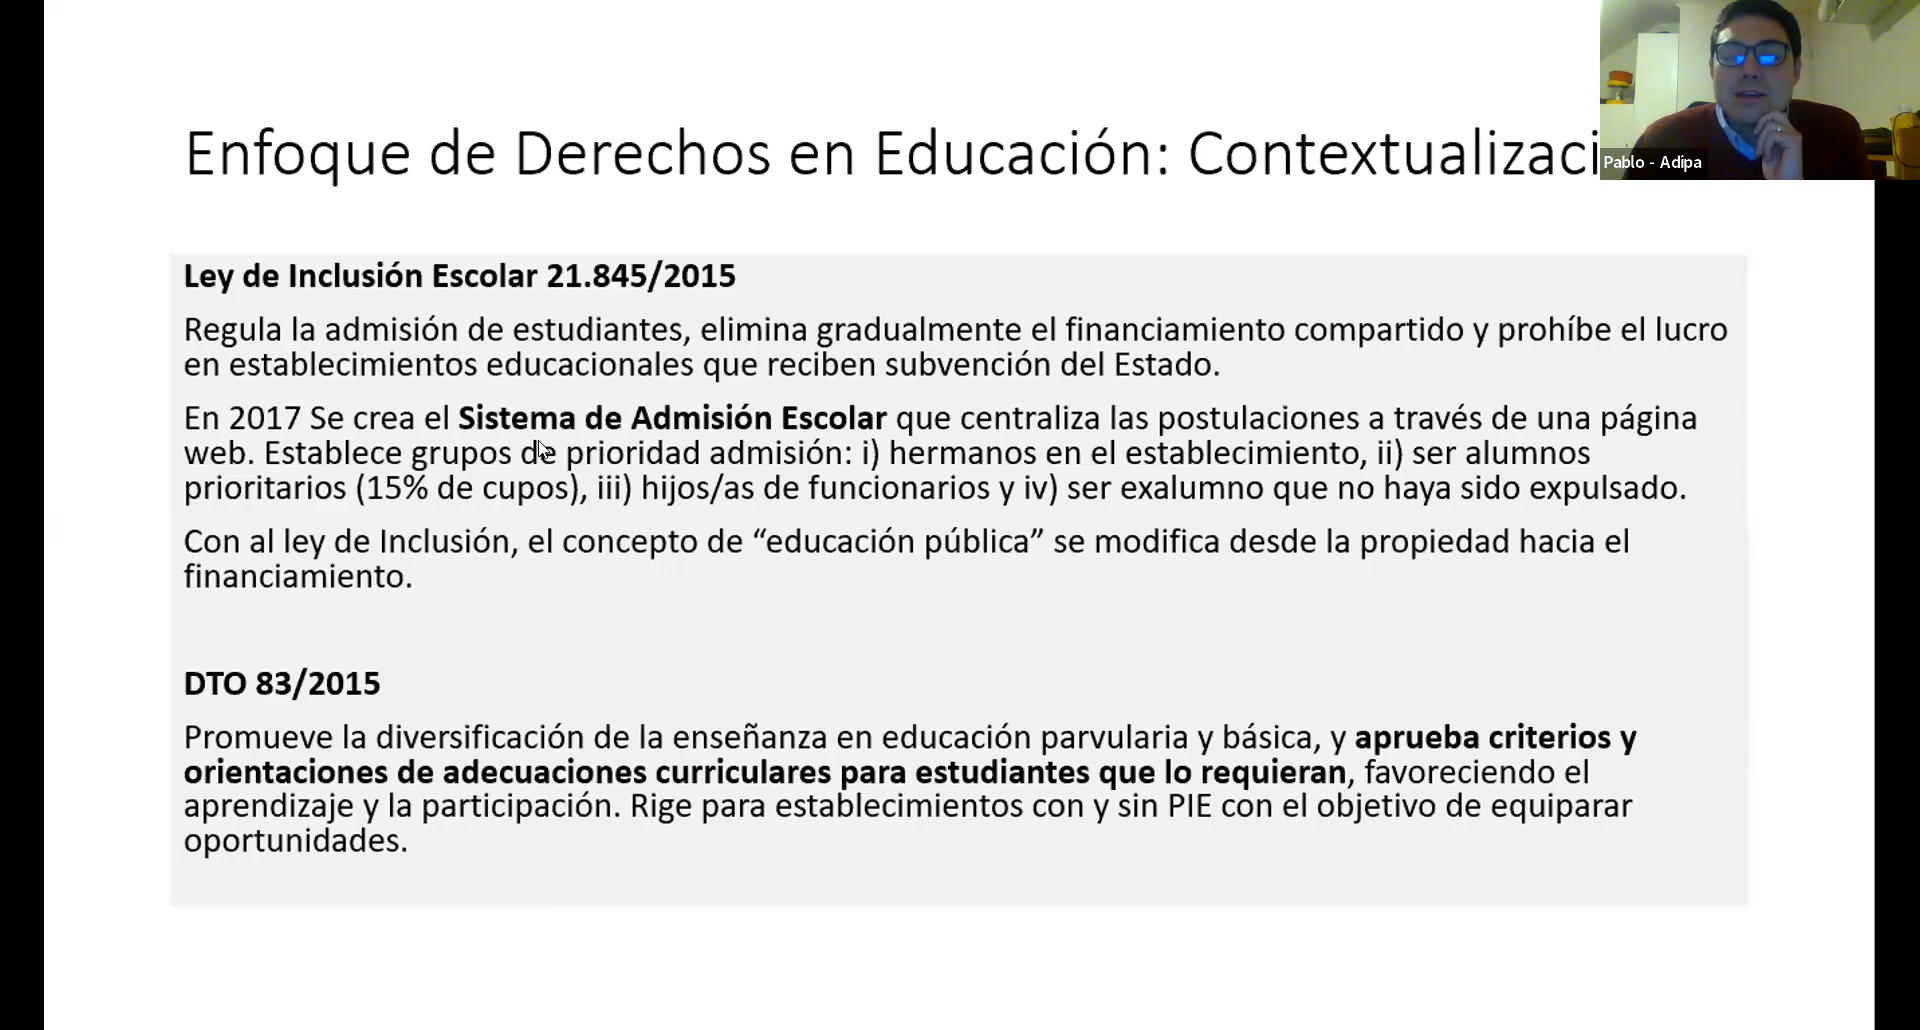 Enfoque de Derechos en Educación: Contextualizaci
Pablo - Adipa
Ley de Inclusión Escolar 21.845/2015
Regula la admisión de estudiantes, elimina gradualmente el financiamiento compartido y prohíbe el lucro
en establecimientos educacionales que reciben subvención del Estado.
En 2017 Se crea el Sistema de Admisión Escolar que centraliza las postulaciones a través de una página
web. Establece grupos de prioridad admisión: i) hermanos en el establecimiento, ii) ser alumnos
prioritarios (15% de cupos), iii) hijos/as de funcionarios y iv) ser exalumno que no haya sido expulsado.
Con al ley de Inclusión, el concepto de “educación pública” se modifica desde la propiedad hacia el
financiamiento.
DTO 83/2015
Promueve la diversificación de la enseñanza en educación parvularia y básica, y aprueba criterios y
orientaciones de adecuaciones curriculares para estudiantes que lo requieran, favoreciendo el
aprendizaje y la participación. Rige para establecimientos con y sin PIE con el objetivo de equiparar
oportunidades.